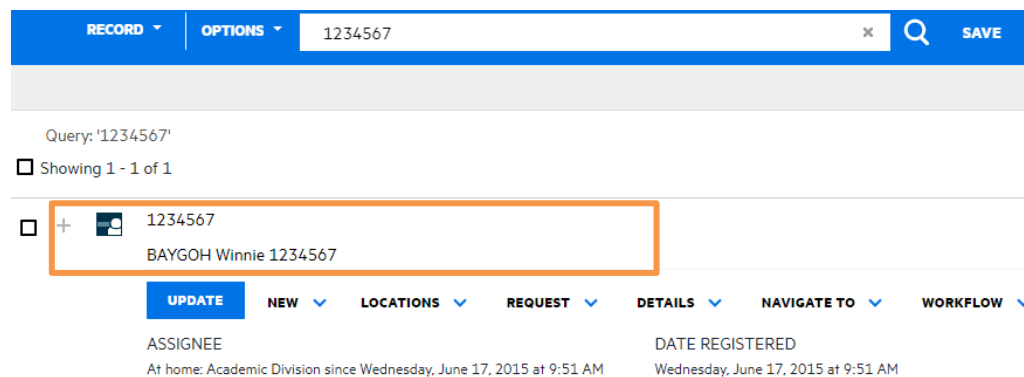 RECORD OPTIONS 1234567 × SAVE
Query: '1234567'
Showing 1 - 1 of 1
1234567
BAYGOH Winnie 1234567
UPDATE NEW LOCATIONS REQUEST DETAILS NAVIGATE TO WORKFLOW
ASSIGNEE DATE REGISTERED
At home: Academic Division since Wednesday, June 17, 2015 at 9:51 AM Wednesday, June 17, 2015 at 9:51 AM